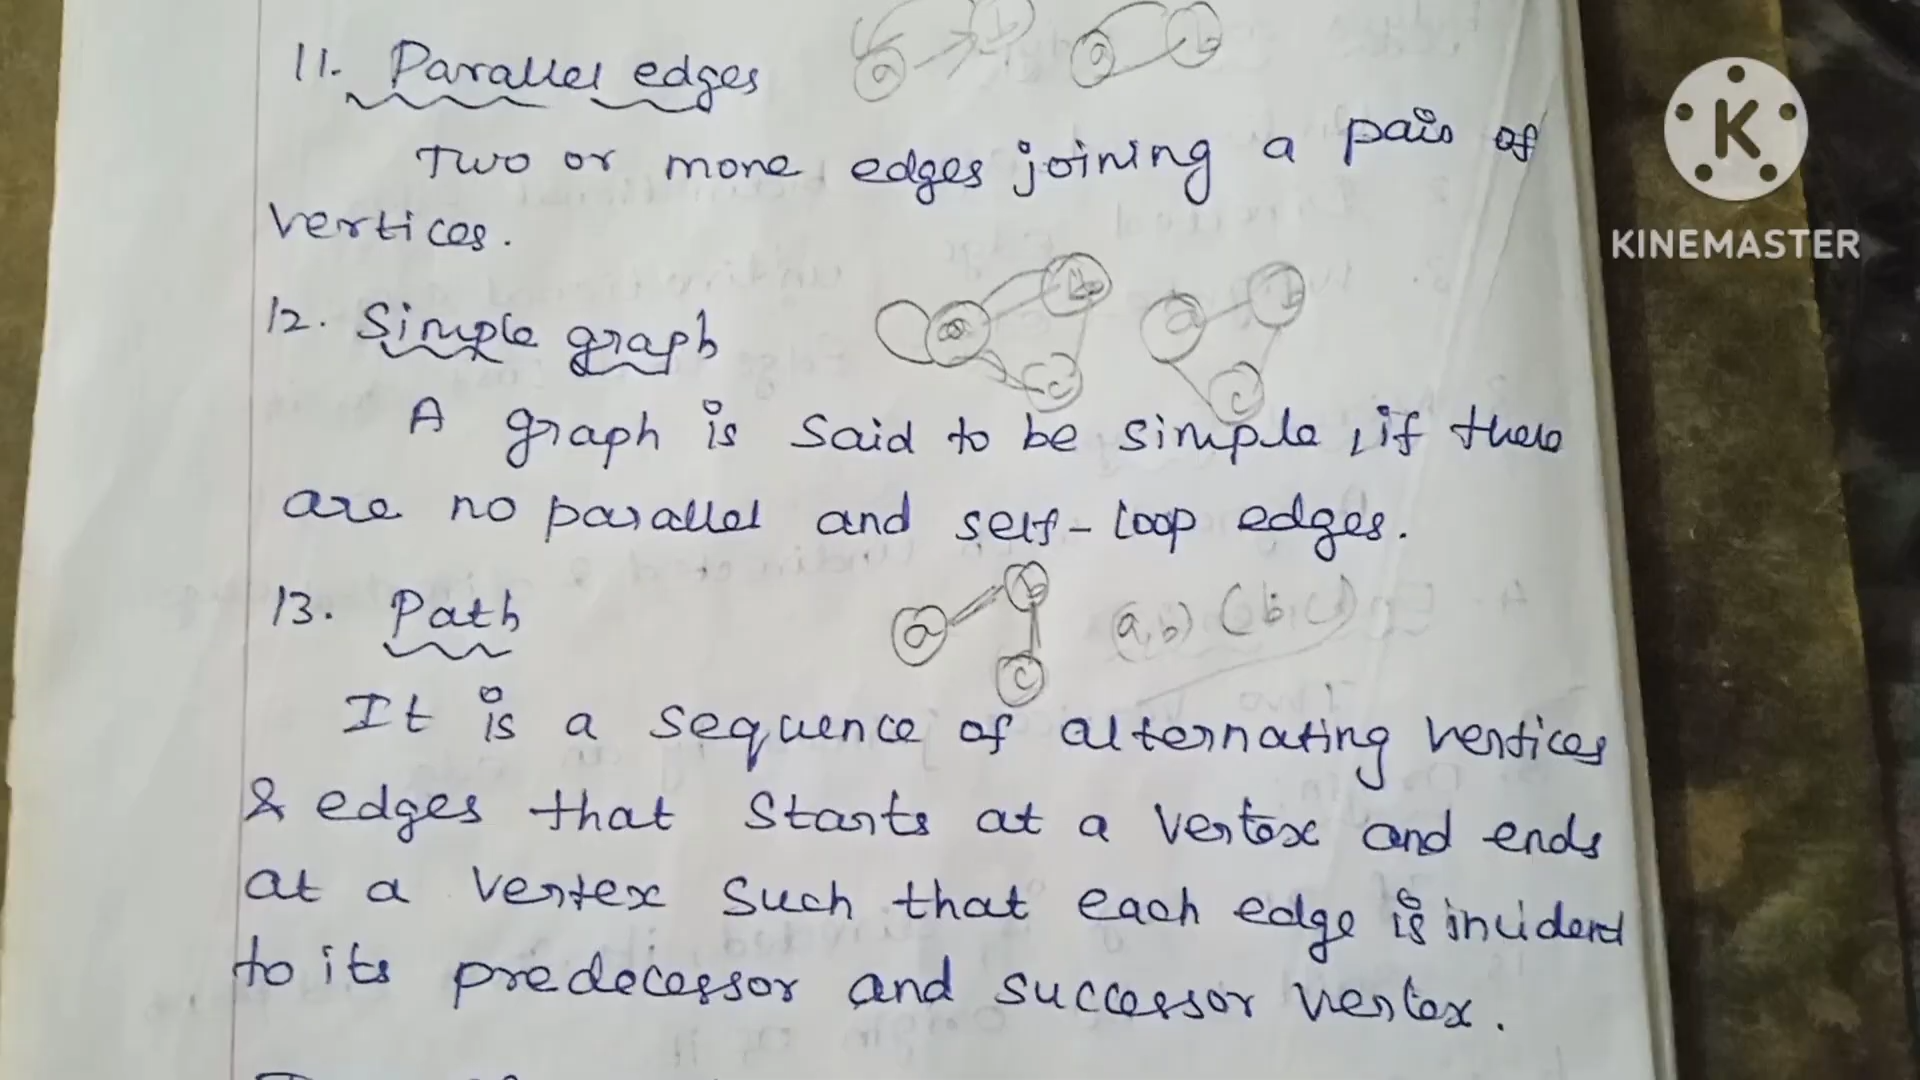 11. Parallel edges
a b a b
Two or more edges joining a pair of
vertices.
12. Simple graph
a b c a b c
A graph is said to be simple, if there
are no parallel and self-loop edges.
13. Path
a b c (a,b) (b,c)
It is a sequence of alternating vertices
& edges that starts at a vertex and ends
at a vertex such that each edge is incident
to its predecessor and successor vertex.
K
KINEMASTER